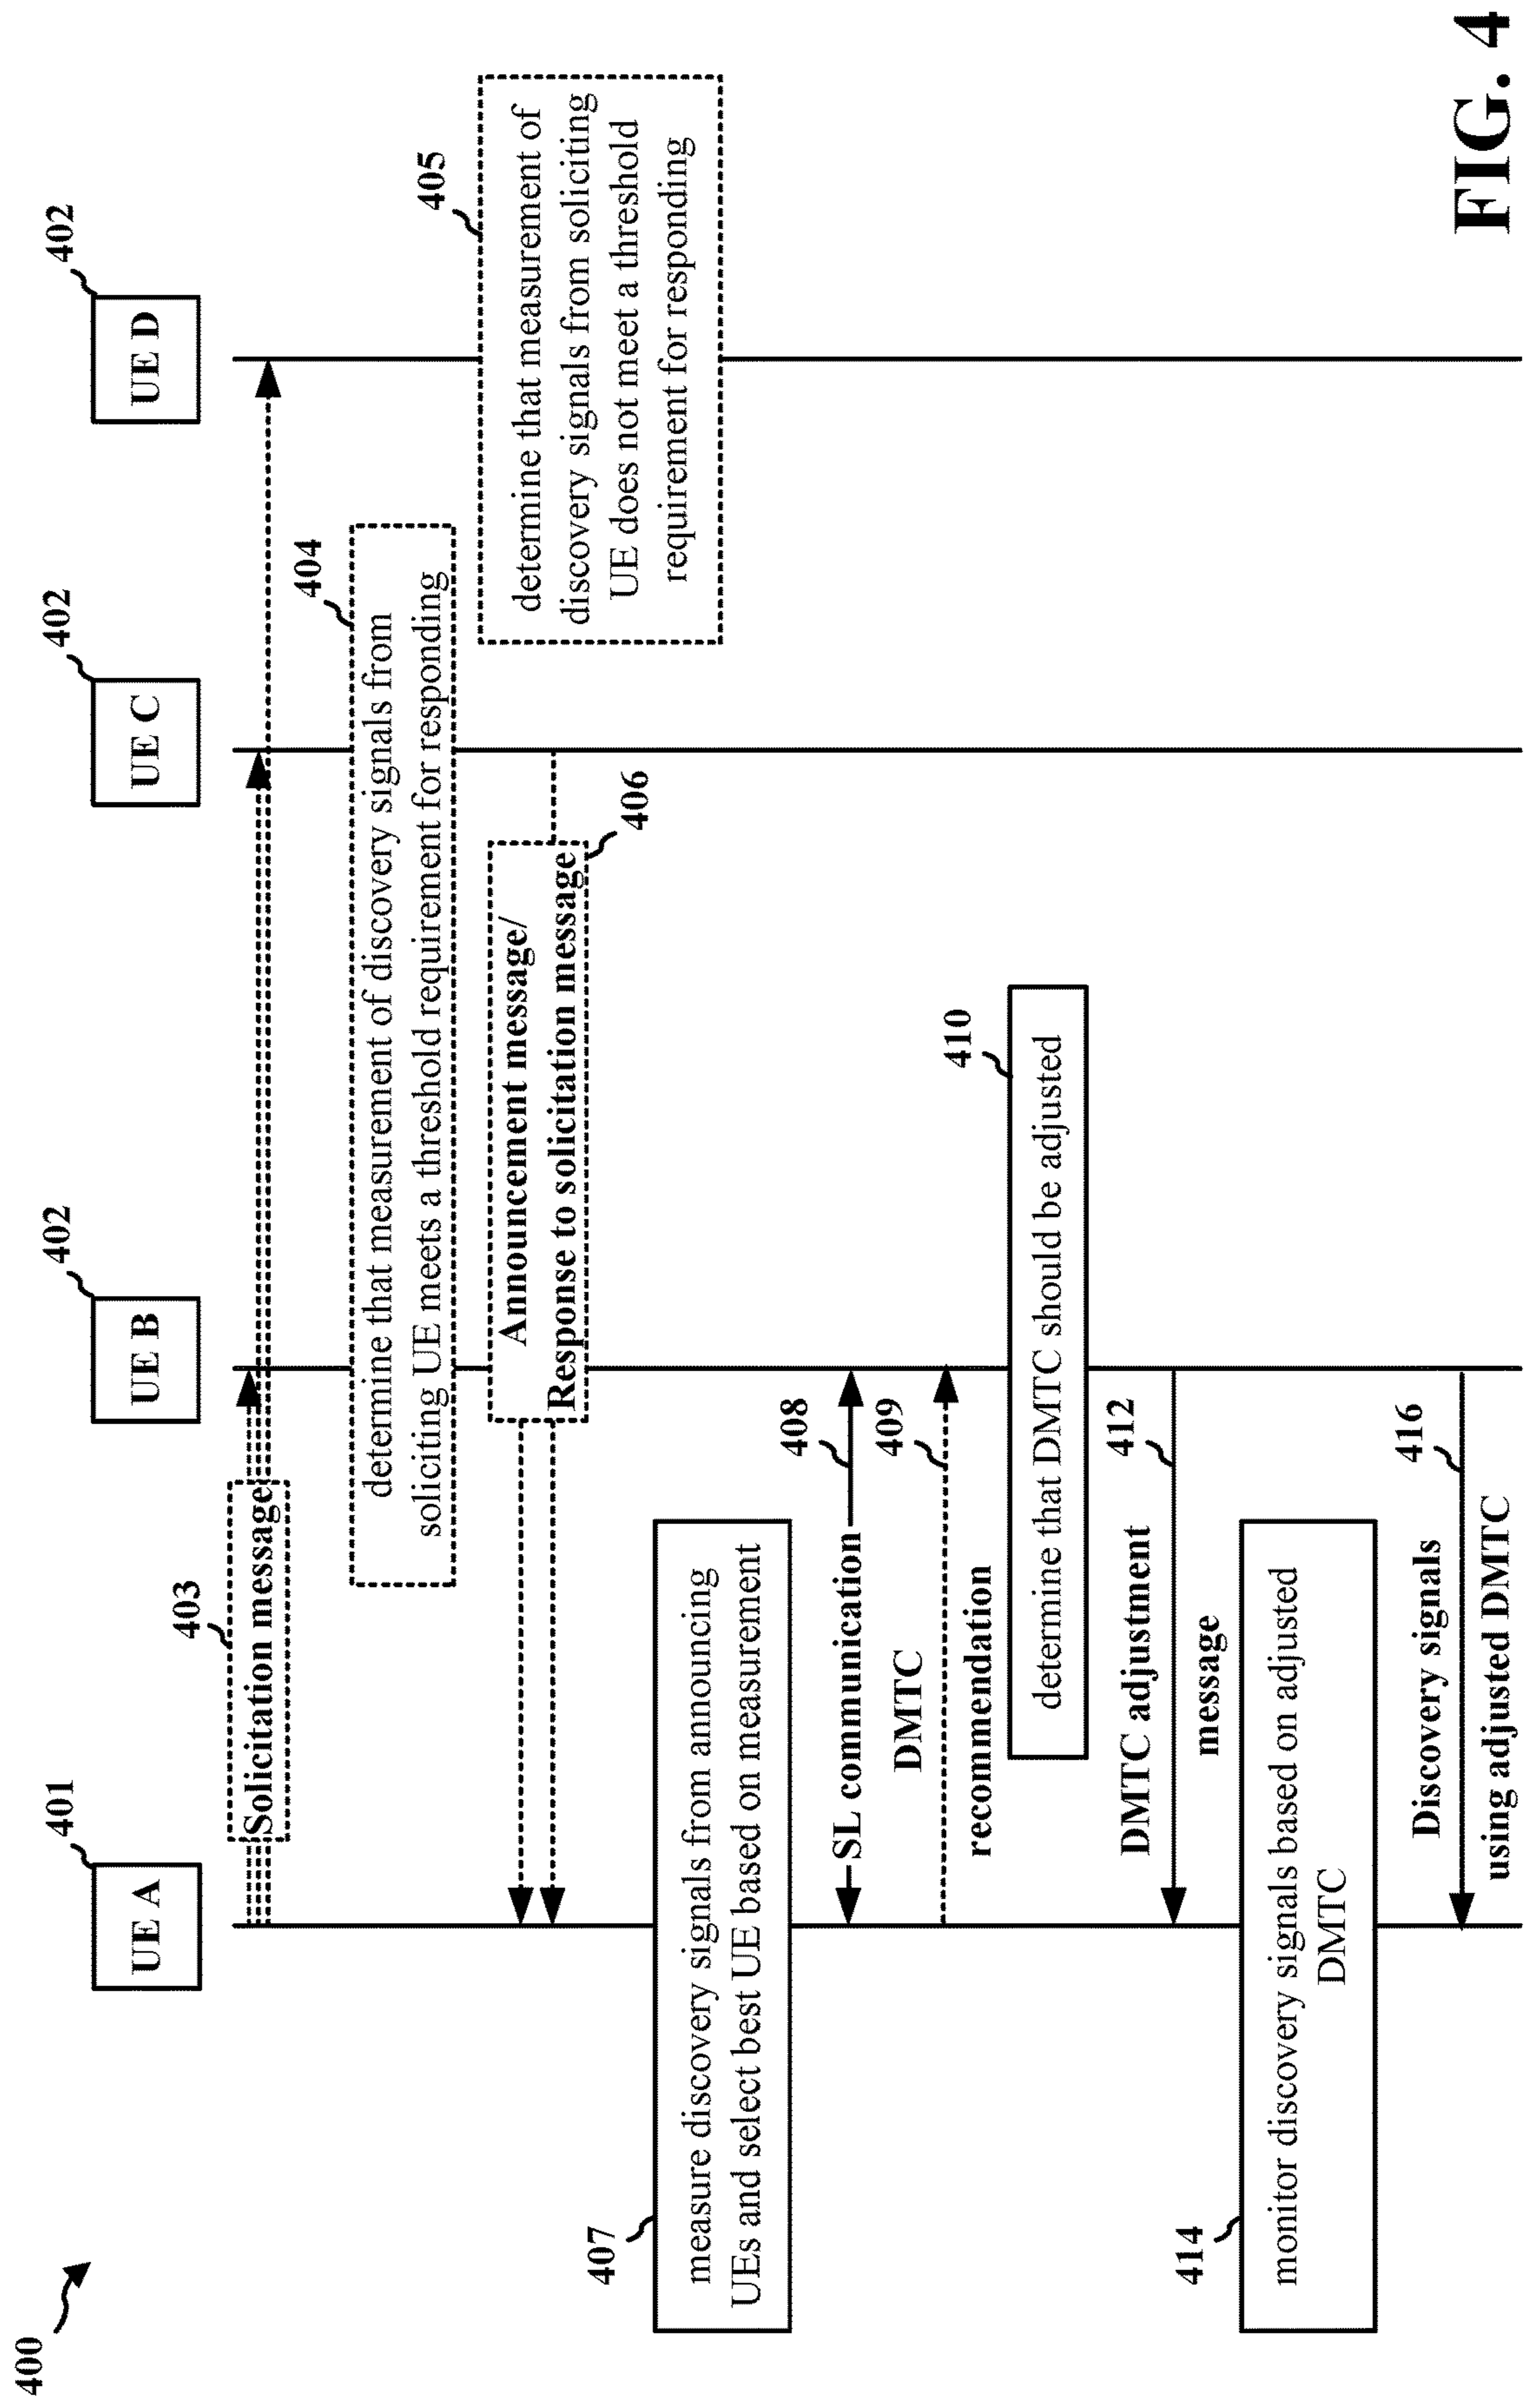 400
401
402
402
402
UE A
UE B
UE C
UE D
403
Solicitation message
404
determine that measurement of discovery signals from
soliciting UE meets a threshold requirement for responding
405
determine that measurement of
discovery signals from soliciting
UE does not meet a threshold
requirement for responding
Announcement message/
Response to solicitation message
406
407
measure discovery signals from announcing
UEs and select best UE based on measurement
408
SL communication
409
DMTC
recommendation
410
determine that DMTC should be adjusted
412
DMTC adjustment
message
414
monitor discovery signals based on adjusted
DMTC
416
Discovery signals
using adjusted DMTC
FIG. 4